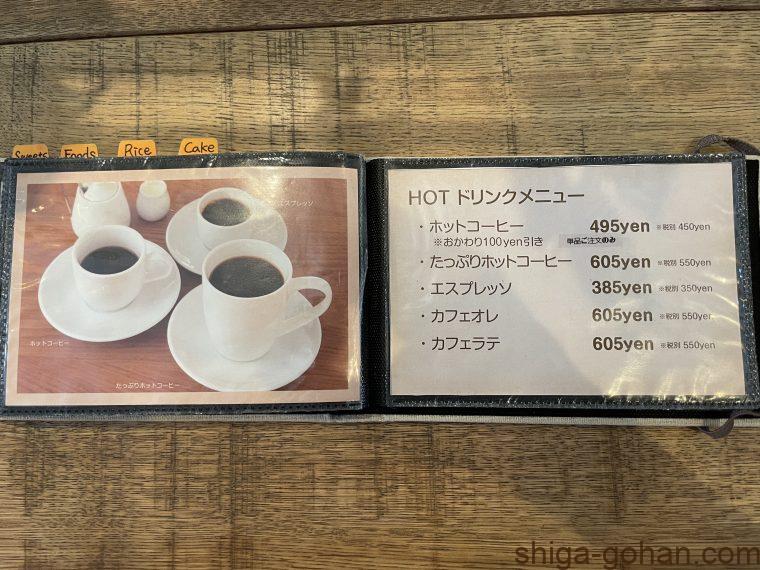 Sweets
Foods
Rice
Cake
エスプレッソ
ホットコーヒー
たっぷりホットコーヒー
HOT ドリンクメニュー
・ホットコーヒー 495yen ※税別 450yen
※おかわり100yen引き 単品ご注文のみ
・たっぷりホットコーヒー 605yen ※税別 550yen
・エスプレッソ 385yen ※税別 350yen
・カフェオレ 605yen ※税別 550yen
・カフェラテ 605yen ※税別 550yen
shiga-gohan.com